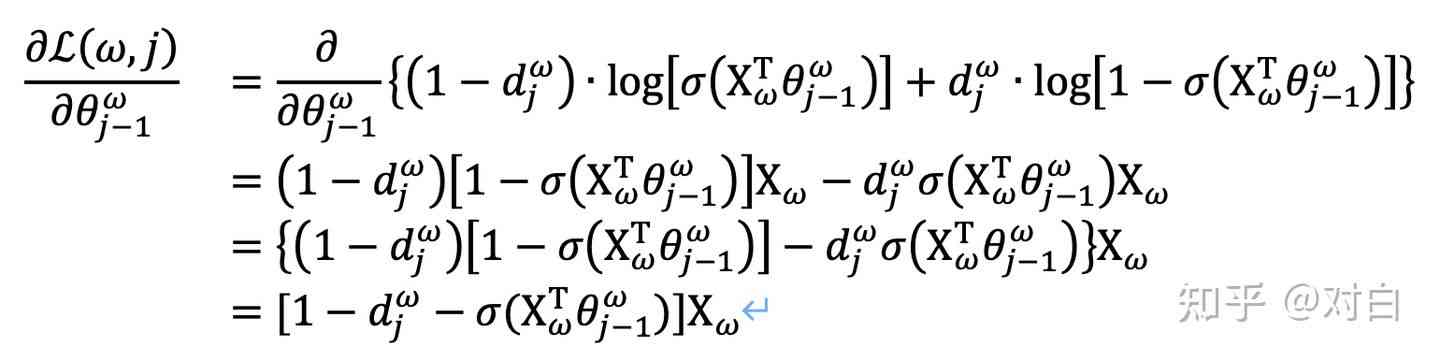 ∂ℒ(ω, j)/∂θ_{j−1}^ω = ∂/∂θ_{j−1}^ω {(1 − d_j^ω) · log[σ(X_ω^T θ_{j−1}^ω)] + d_j^ω · log[1 − σ(X_ω^T θ_{j−1}^ω)]}
= (1 − d_j^ω)[1 − σ(X_ω^T θ_{j−1}^ω)]X_ω − d_j^ω σ(X_ω^T θ_{j−1}^ω)X_ω
= {(1 − d_j^ω)[1 − σ(X_ω^T θ_{j−1}^ω)] − d_j^ω σ(X_ω^T θ_{j−1}^ω)}X_ω
= [1 − d_j^ω − σ(X_ω^T θ_{j−1}^ω)]X_ω↵
知乎 @对白